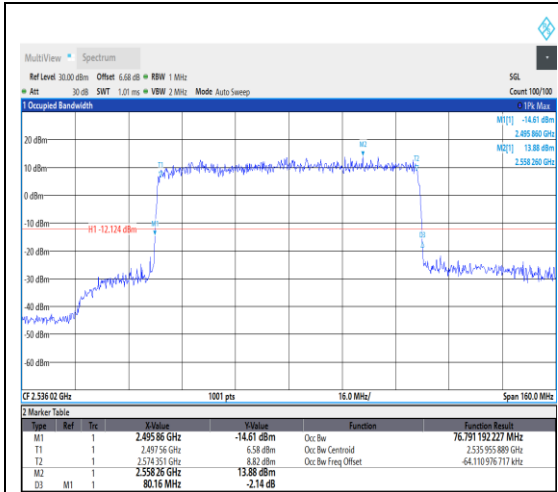 MultiView Spectrum
Ref Level 30.00 dBm Offset 6.68 dB RBW 1 MHz SGL
Att 30 dB SWT 1.01 ms VBW 2 MHz Mode Auto Sweep Count 100/100
1 Occupied Bandwidth 1Pk Max
M1[1] -14.61 dBm
2.495 860 GHz
M2[1] 13.88 dBm
2.558 260 GHz
20 dBm
M2
T1 T2
10 dBm
0 dBm
-10 dBm
H1 -12.124 dBm
M1
D3
-20 dBm
-30 dBm
-40 dBm
-50 dBm
-60 dBm
CF 2.536 02 GHz 1001 pts 16.0 MHz/ Span 160.0 MHz
2 Marker Table
Type Ref Trc X-Value Y-Value Function Function Result
M1 1 2.495 86 GHz -14.61 dBm Occ Bw 76.791 192 227 MHz
T1 1 2.497 56 GHz 6.58 dBm Occ Bw Centroid 2.535 955 889 GHz
T2 1 2.574 351 GHz 8.82 dBm Occ Bw Freq Offset -64.110 976 717 kHz
M2 1 2.558 26 GHz 13.88 dBm
D3 M1 1 80.16 MHz -2.14 dB